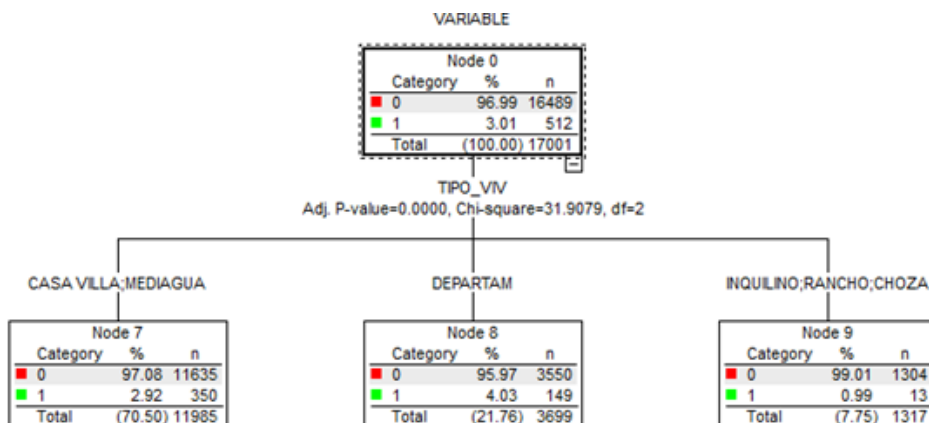 VARIABLE
Node 0
Category % n
0 96.99 16489
1 3.01 512
Total (100.00) 17001
TIPO_VIV
Adj. P-value=0.0000, Chi-square=31.9079, df=2
CASA VILLA;MEDIAGUA
DEPARTAM
INQUILINO;RANCHO;CHOZA
Node 7
Category % n
0 97.08 11635
1 2.92 350
Total (70.50) 11985
Node 8
Category % n
0 95.97 3550
1 4.03 149
Total (21.76) 3699
Node 9
Category % n
0 99.01 1304
1 0.99 13
Total (7.75) 1317